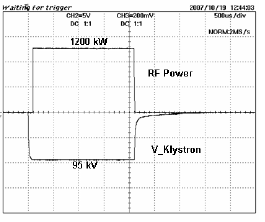 Waiting for trigger
2007/10/19 12:44:03
CH2=5V
CH3=200mV
500us/div
DC 1:1
DC 1:1
NORM:2MS/s
1200 kW
RF Power
V_Klystron
95 kV